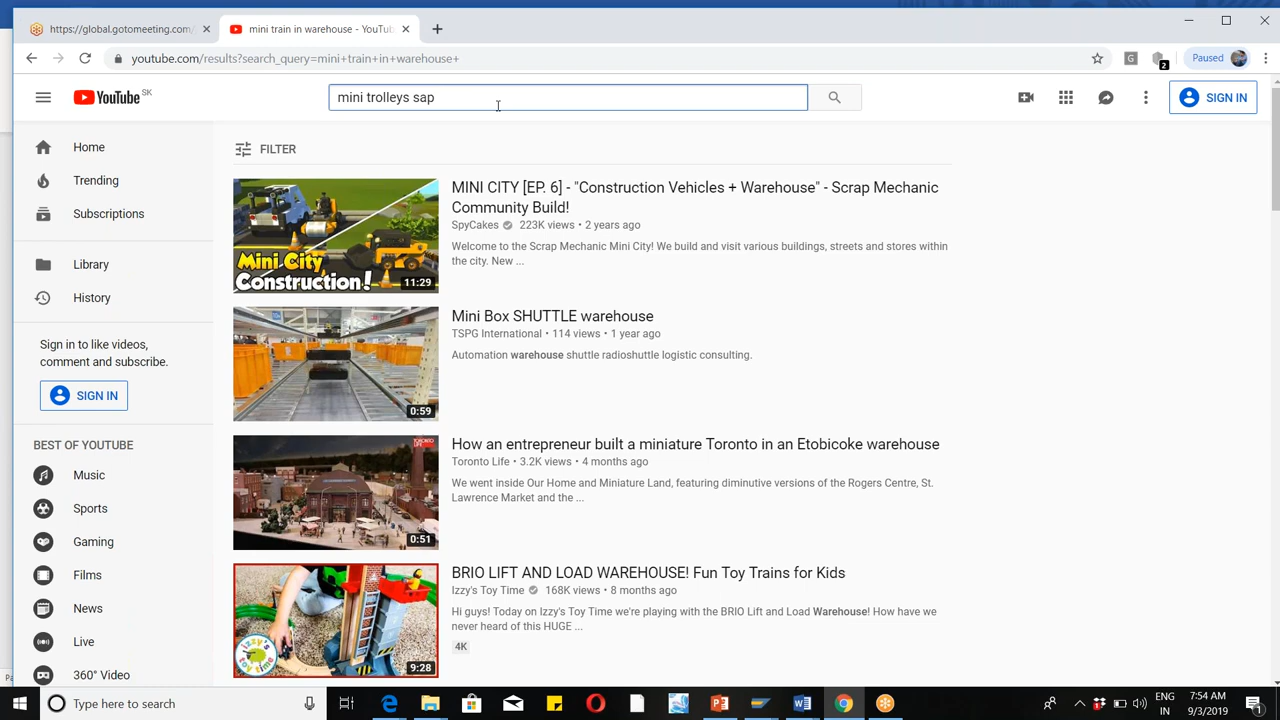 https://global.gotomeeting.com/
mini train in warehouse - YouTub
youtube.com/results?search_query=mini+train+in+warehouse+
G
2
Paused
YouTube SK
mini trolleys sap
SIGN IN
Home
Trending
Subscriptions
Library
History
Sign in to like videos,
comment and subscribe.
SIGN IN
BEST OF YOUTUBE
Music
Sports
Gaming
Films
News
Live
360° Video
FILTER
Mini City
Construction!
11:29
MINI CITY [EP. 6] - "Construction Vehicles + Warehouse" - Scrap Mechanic
Community Build!
SpyCakes 223K views • 2 years ago
Welcome to the Scrap Mechanic Mini City! We build and visit various buildings, streets and stores within
the city. New ...
0:59
Mini Box SHUTTLE warehouse
TSPG International • 114 views • 1 year ago
Automation warehouse shuttle radioshuttle logistic consulting.
TORONTO LIFE
0:51
How an entrepreneur built a miniature Toronto in an Etobicoke warehouse
Toronto Life • 3.2K views • 4 months ago
We went inside Our Home and Miniature Land, featuring diminutive versions of the Rogers Centre, St.
Lawrence Market and the ...
izzy's Toy Time
9:28
BRIO LIFT AND LOAD WAREHOUSE! Fun Toy Trains for Kids
Izzy's Toy Time 168K views • 8 months ago
Hi guys! Today on Izzy's Toy Time we're playing with the BRIO Lift and Load Warehouse! How have we
never heard of this HUGE ...
4K
Type here to search
ENG
IN
7:54 AM
9/3/2019
1